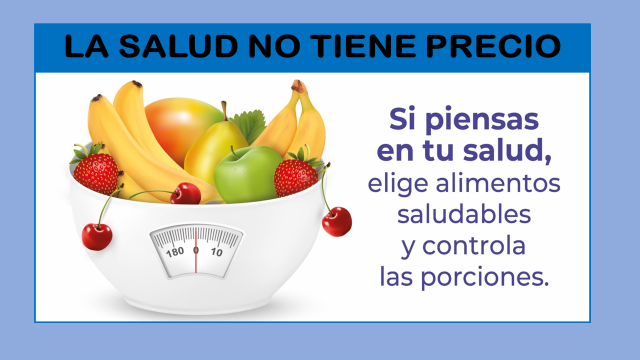 LA SALUD NO TIENE PRECIO
Si piensas
en tu salud,
elige alimentos
saludables
y controla
las porciones.
180 0 10